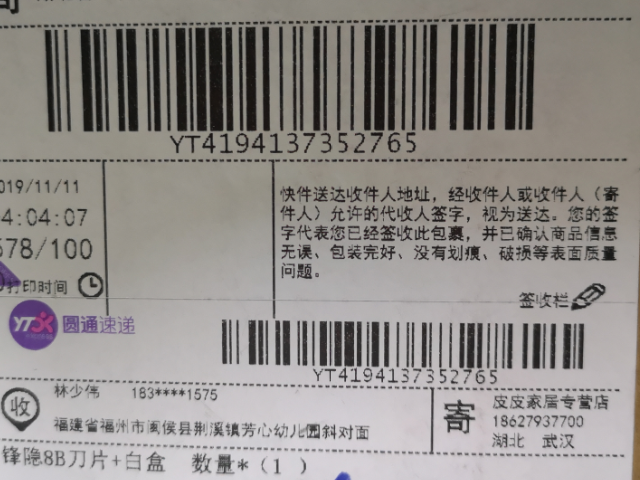 YT4194137352765
2019/11/11
4:04:07
578/100
打印时间
快件送达收件人地址，经收件人或收件人（寄
件人）允许的代收人签字，视为送达。您的签
字代表您已经签收此包裹，并已确认商品信息
无误、包装完好、没有划痕、破损等表面质量
问题。
签收栏
YTO 圆通速递
YT4194137352765
收
林少伟 183****1575
福建省福州市闽侯县荆溪镇芳心幼儿园斜对面
寄
皮皮家居专营店
18627937700
湖北 武汉
锋隐8B刀片+白盒 数量*（1 ）